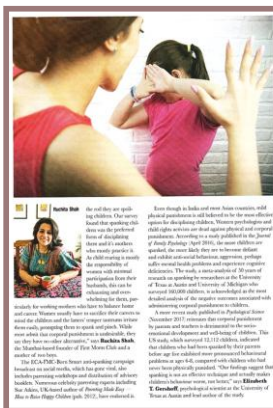 Ruchita Shah
the rod they are spoil-
ing children. Our survey
found that spanking chil-
dren was the preferred
form of disciplining
them and it's mothers
who mostly practice it.
As child-rearing is mostly
the responsibility of
women with minimal
participation from their
husbands, this can be
exhausting and over-
whelming for them, par-
ticularly for working mothers who have to balance home
and career. Women usually have to sacrifice their careers to
mind the children and the latters' temper tantrums irritate
them easily, prompting them to spank and pinch. While
most admit that corporal punishment is undesirable, they
say they have no other alternative," says Ruchita Shah,
the Mumbai-based founder of First Moms Club and a
mother of two boys.
The ECA-FMC-Born Smart anti-spanking campaign
broadcast on social media, which has gone viral, also
includes parenting workshops and distribution of advisory
booklets. Numerous celebrity parenting experts including
Sue Atkins, UK-based author of Parenting Made Easy —
How to Raise Happy Children (pub. 2012), have endorsed it.
Even though in India and most Asian countries, mild
physical punishment is still believed to be the most effective
option for disciplining children, Western psychologists and
child rights activists are dead against physical and corporal
punishment. According to a study published in the Journal
of Family Psychology (April 2016), the more children are
spanked, the more likely they are to become defiant
and exhibit anti-social behaviour, aggression, perhaps
suffer mental health problems and experience cognitive
deficiencies. The study, a meta-analysis of 50 years of
research on spanking by researchers at the University
of Texas at Austin and University of Michigan who
surveyed 160,000 children, is acknowledged as the most
detailed analysis of the negative outcomes associated with
administering corporal punishment to children.
A more recent study published in Psychological Science
(November 2017) reiterates that corporal punishment
by parents and teachers is detrimental to the socio-
emotional development and well-being of children. This
US study, which surveyed 12,112 children, indicated
that children who had been spanked by their parents
before age five exhibited more pronounced behavioural
problems at ages 6-8, compared with children who had
never been physically punished. "Our findings suggest that
spanking is not an effective technique and actually makes
children's behaviour worse, not better," says Elizabeth
T. Gershoff, psychological scientist at the University of
Texas at Austin and lead author of the study.